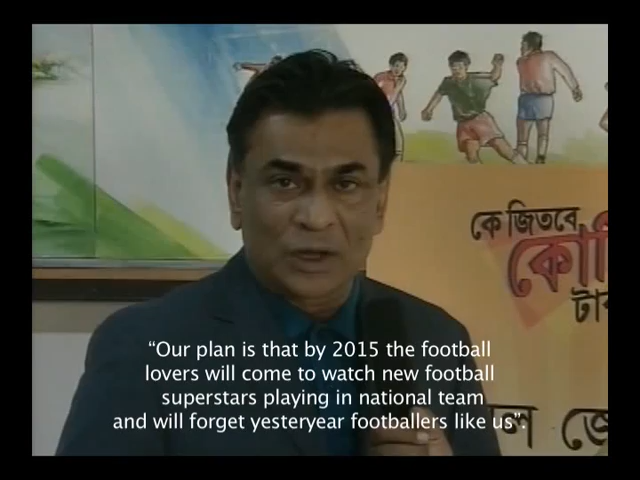 কে জিতবে
“Our plan is that by 2015 the football
lovers will come to watch new football
superstars playing in national team
and will forget yesteryear footballers like us”.